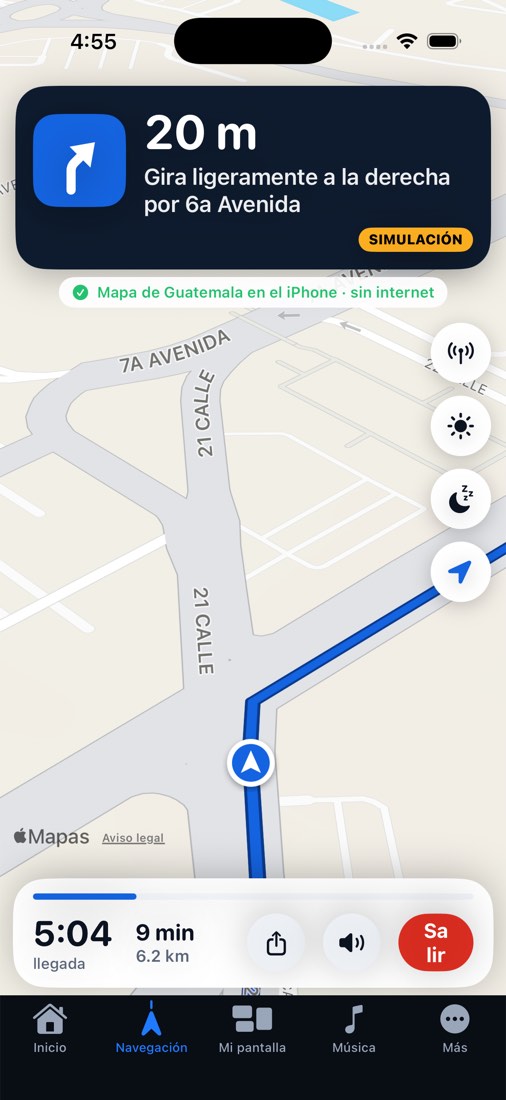 4:55
20 m
Gira ligeramente a la derecha
por 6a Avenida
SIMULACIÓN
Mapa de Guatemala en el iPhone · sin internet
7A AVENIDA
21 CALLE
21 CALLE
Mapas
Aviso legal
5:04
llegada
9 min
6.2 km
Sa
lir
Inicio
Navegación
Mi pantalla
Música
Más